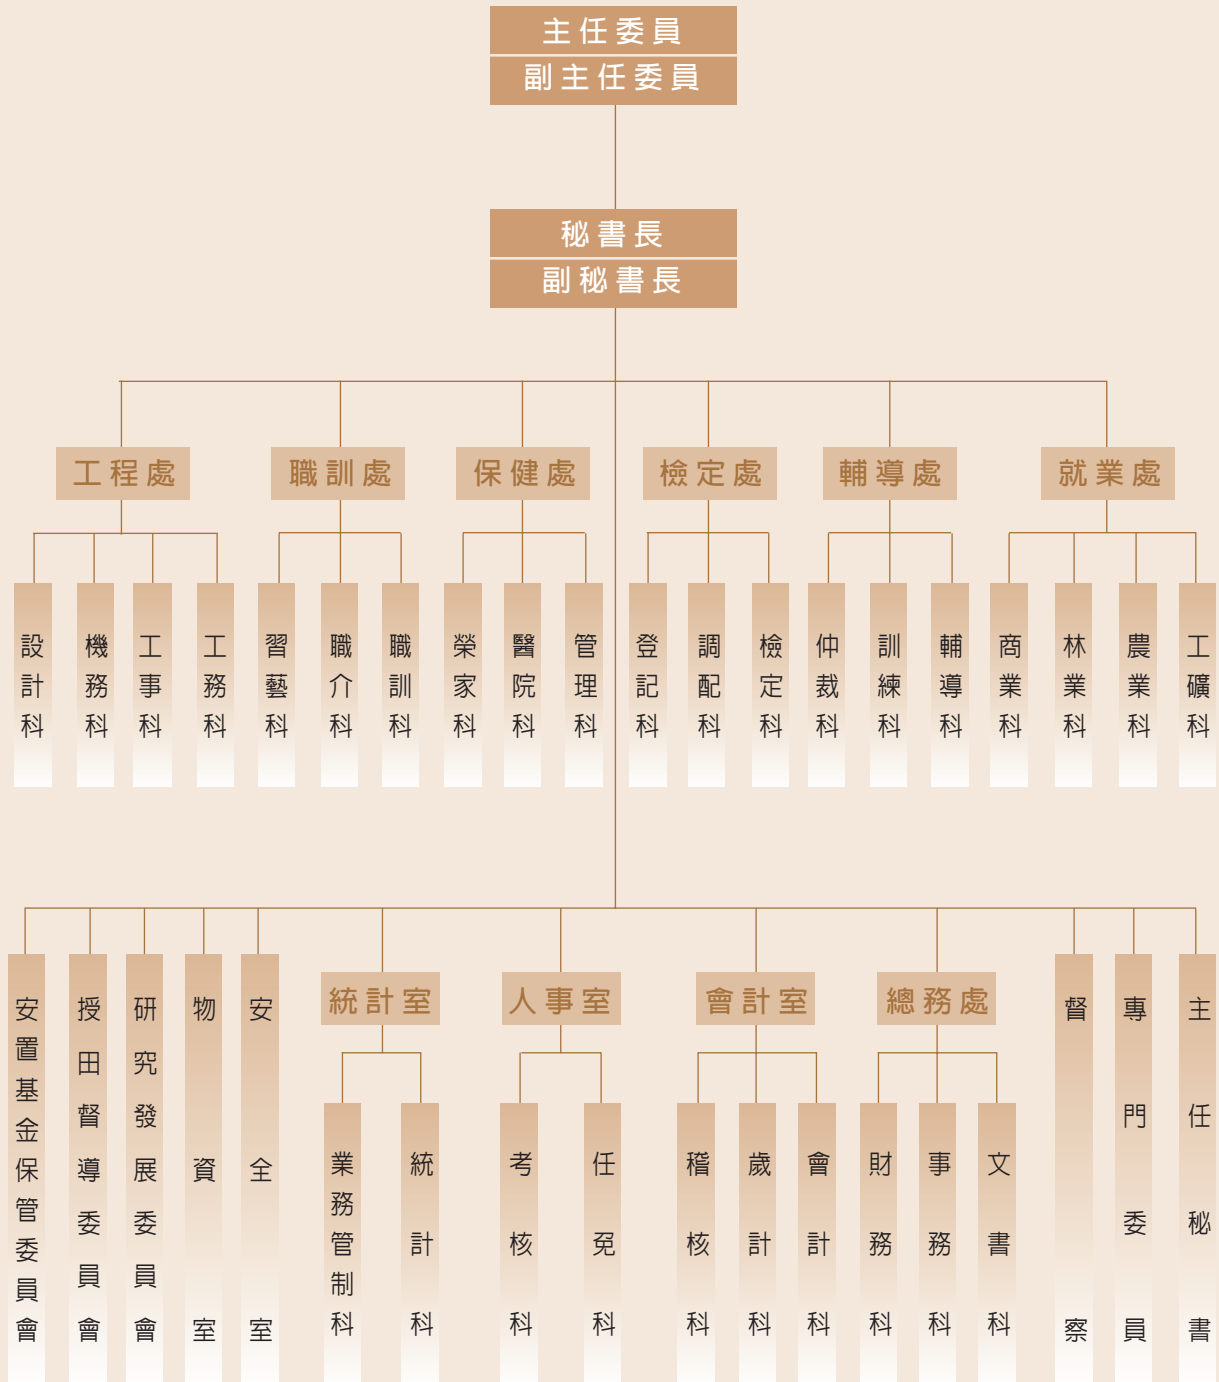 主任委員
副主任委員
秘書長
副秘書長
工程處
職訓處
保健處
檢定處
輔導處
就業處
設計科
機務科
工事科
工務科
習藝科
職介科
職訓科
榮家科
醫院科
管理科
登記科
調配科
檢定科
仲裁科
訓練科
輔導科
商業科
林業科
農業科
工礦科
安置基金保管委員會
授田督導委員會
研究發展委員會
物資室
安全室
統計室
人事室
會計室
總務處
督察
專門委員
主任秘書
業務管制科
統計科
考核科
任免科
稽核科
歲計科
會計科
財務科
事務科
文書科